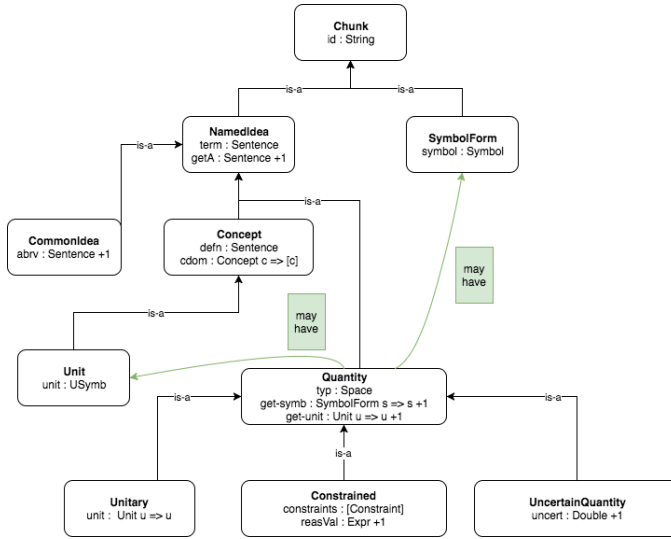 Chunk
id : String
is-a
is-a
NamedIdea
term : Sentence
getA : Sentence +1
SymbolForm
symbol : Symbol
is-a
is-a
CommonIdea
abrv : Sentence +1
Concept
defn : Sentence
cdom : Concept c => [c]
may
have
may
have
is-a
Unit
unit : USymb
Quantity
typ : Space
get-symb : SymbolForm s => s +1
get-unit : Unit u => u +1
is-a
is-a
is-a
Unitary
unit :  Unit u => u
Constrained
constraints : [Constraint]
reasVal : Expr +1
UncertainQuantity
uncert : Double +1